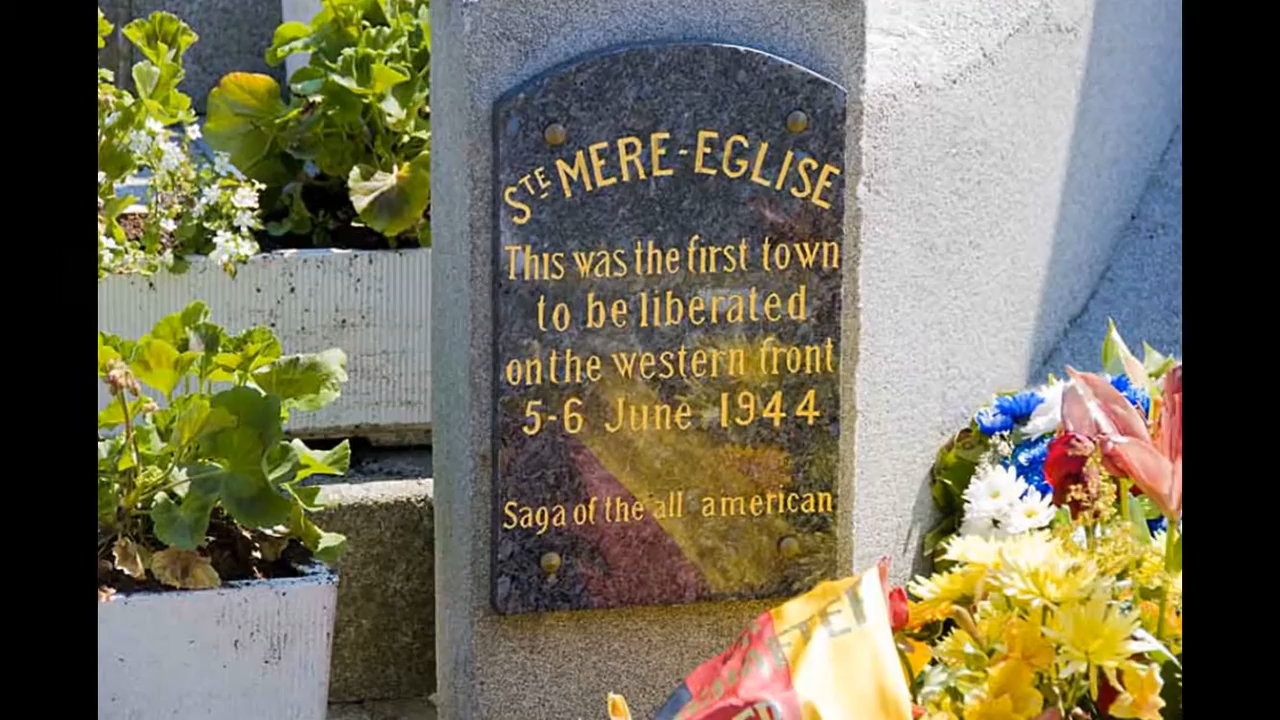 STE MERE-EGLISE
This was the first town
to be liberated
on the western front
5-6 June 1944
Saga of the all american